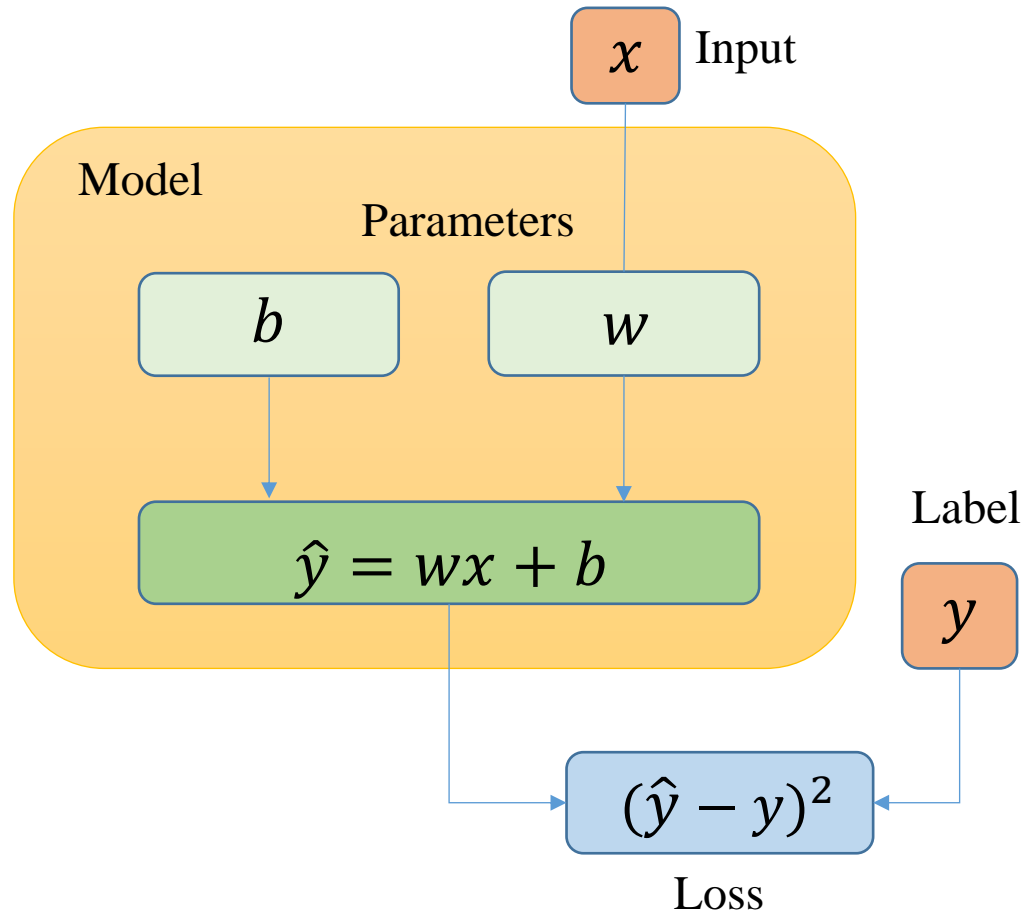 x
Input
Model
Parameters
b
w
ŷ = wx + b
Label
y
(ŷ − y)²
Loss